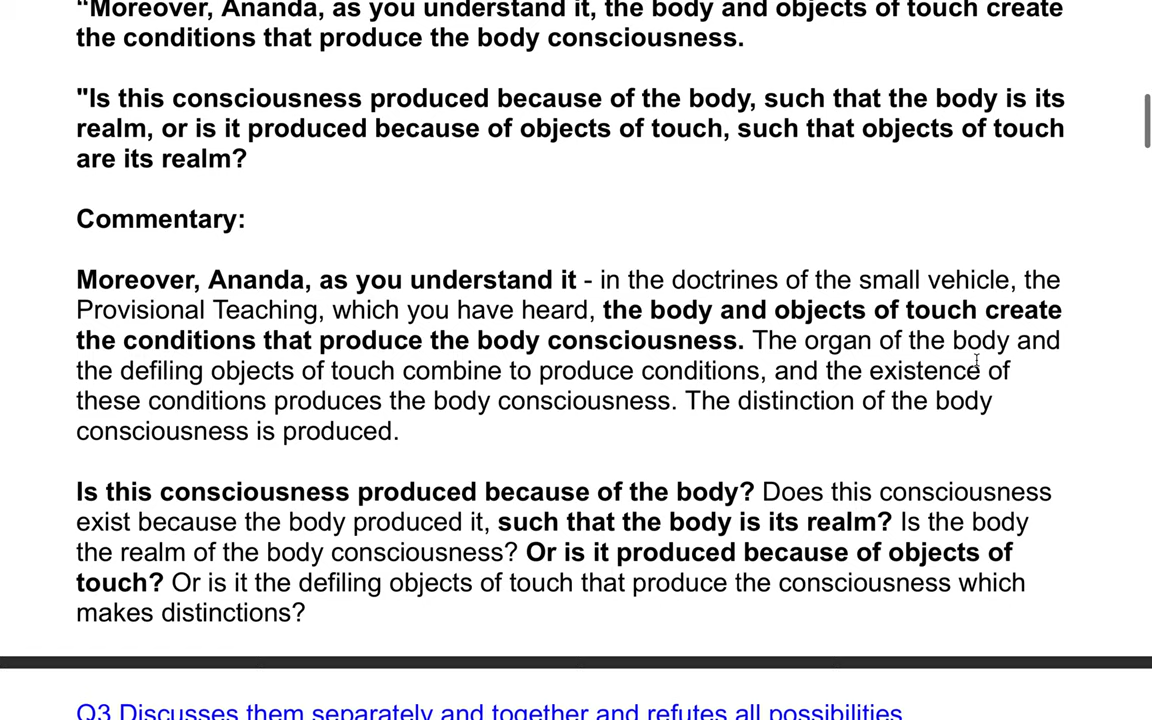 “Moreover, Ananda, as you understand it, the body and objects of touch create
the conditions that produce the body consciousness.
"Is this consciousness produced because of the body, such that the body is its
realm, or is it produced because of objects of touch, such that objects of touch
are its realm?
Commentary:
Moreover, Ananda, as you understand it - in the doctrines of the small vehicle, the
Provisional Teaching, which you have heard, the body and objects of touch create
the conditions that produce the body consciousness. The organ of the body and
the defiling objects of touch combine to produce conditions, and the existence of
these conditions produces the body consciousness. The distinction of the body
consciousness is produced.
Is this consciousness produced because of the body? Does this consciousness
exist because the body produced it, such that the body is its realm? Is the body
the realm of the body consciousness? Or is it produced because of objects of
touch? Or is it the defiling objects of touch that produce the consciousness which
makes distinctions?
Q3 Discusses them separately and together and refutes all possibilities